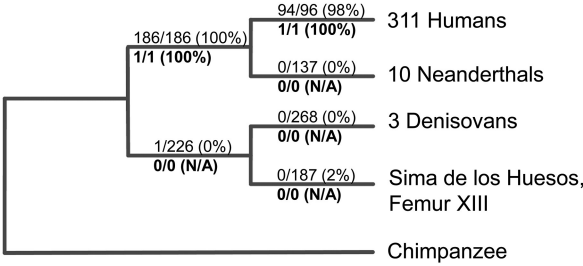 94/96 (98%)
1/1 (100%)
311 Humans
186/186 (100%)
1/1 (100%)
0/137 (0%)
0/0 (N/A)
10 Neanderthals
0/268 (0%)
0/0 (N/A)
3 Denisovans
1/226 (0%)
0/0 (N/A)
0/187 (2%)
0/0 (N/A)
Sima de los Huesos,
Femur XIII
Chimpanzee